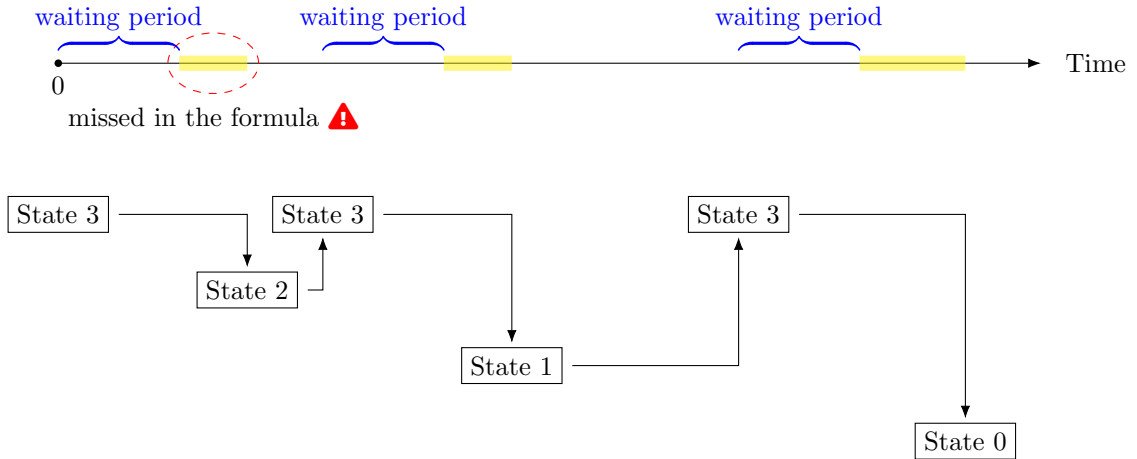 waiting period waiting period waiting period
Time
0
missed in the formula
State 3 State 3 State 3
State 2
State 1
State 0